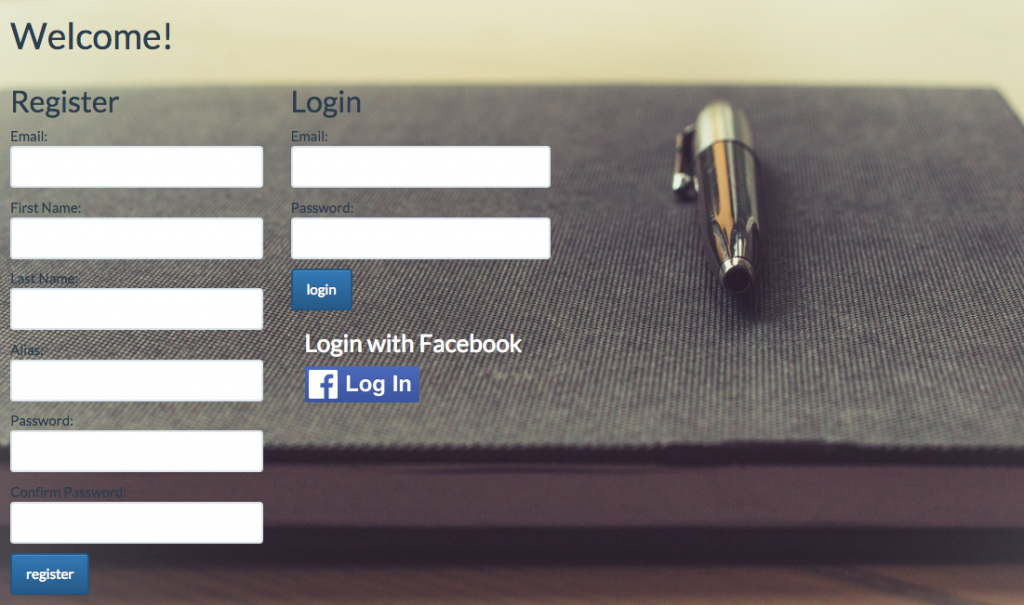 Welcome!
Register
Email:
First Name:
Last Name:
Alias:
Password:
Confirm Password:
register
Login
Email:
Password:
login
Login with Facebook
f Log In